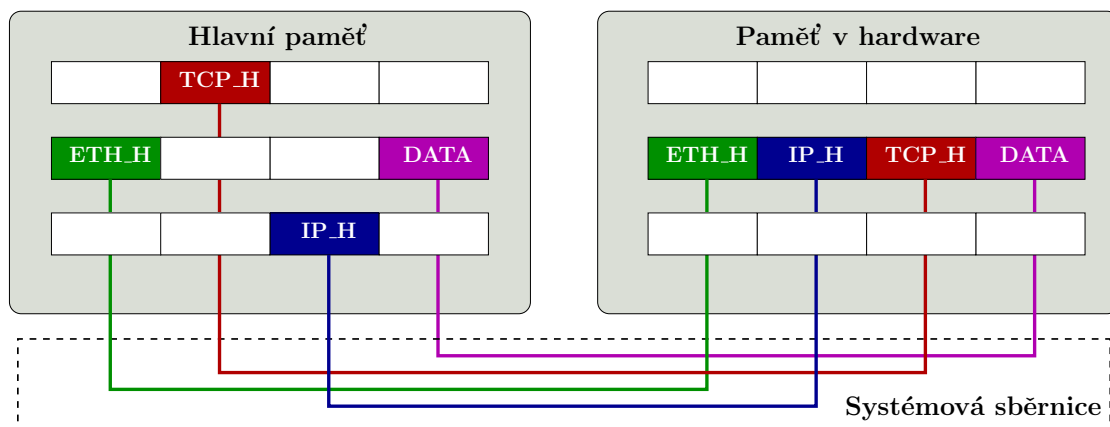 Hlavní paměť
TCP_H
ETH_H DATA
IP_H
Paměť v hardware
ETH_H IP_H TCP_H DATA
Systémová sběrnice